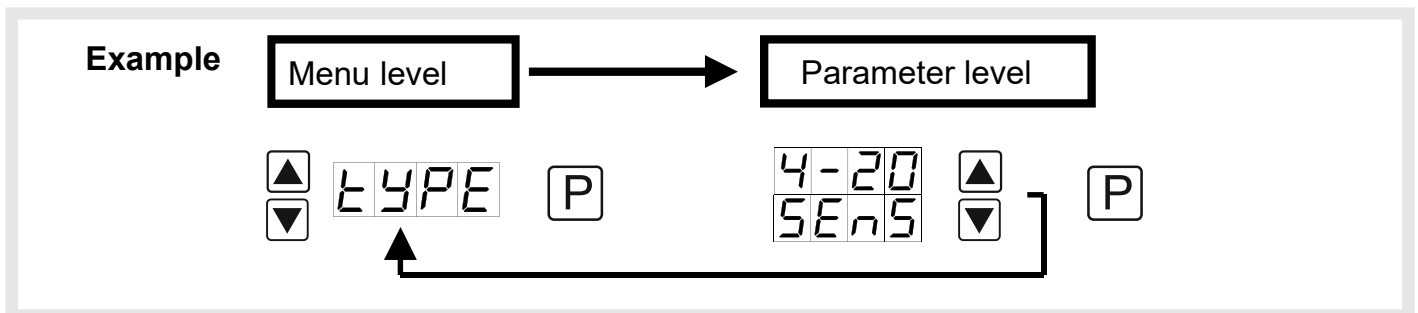 Example
Menu level
Parameter level
tYPE
P
4-20
SEnS
P